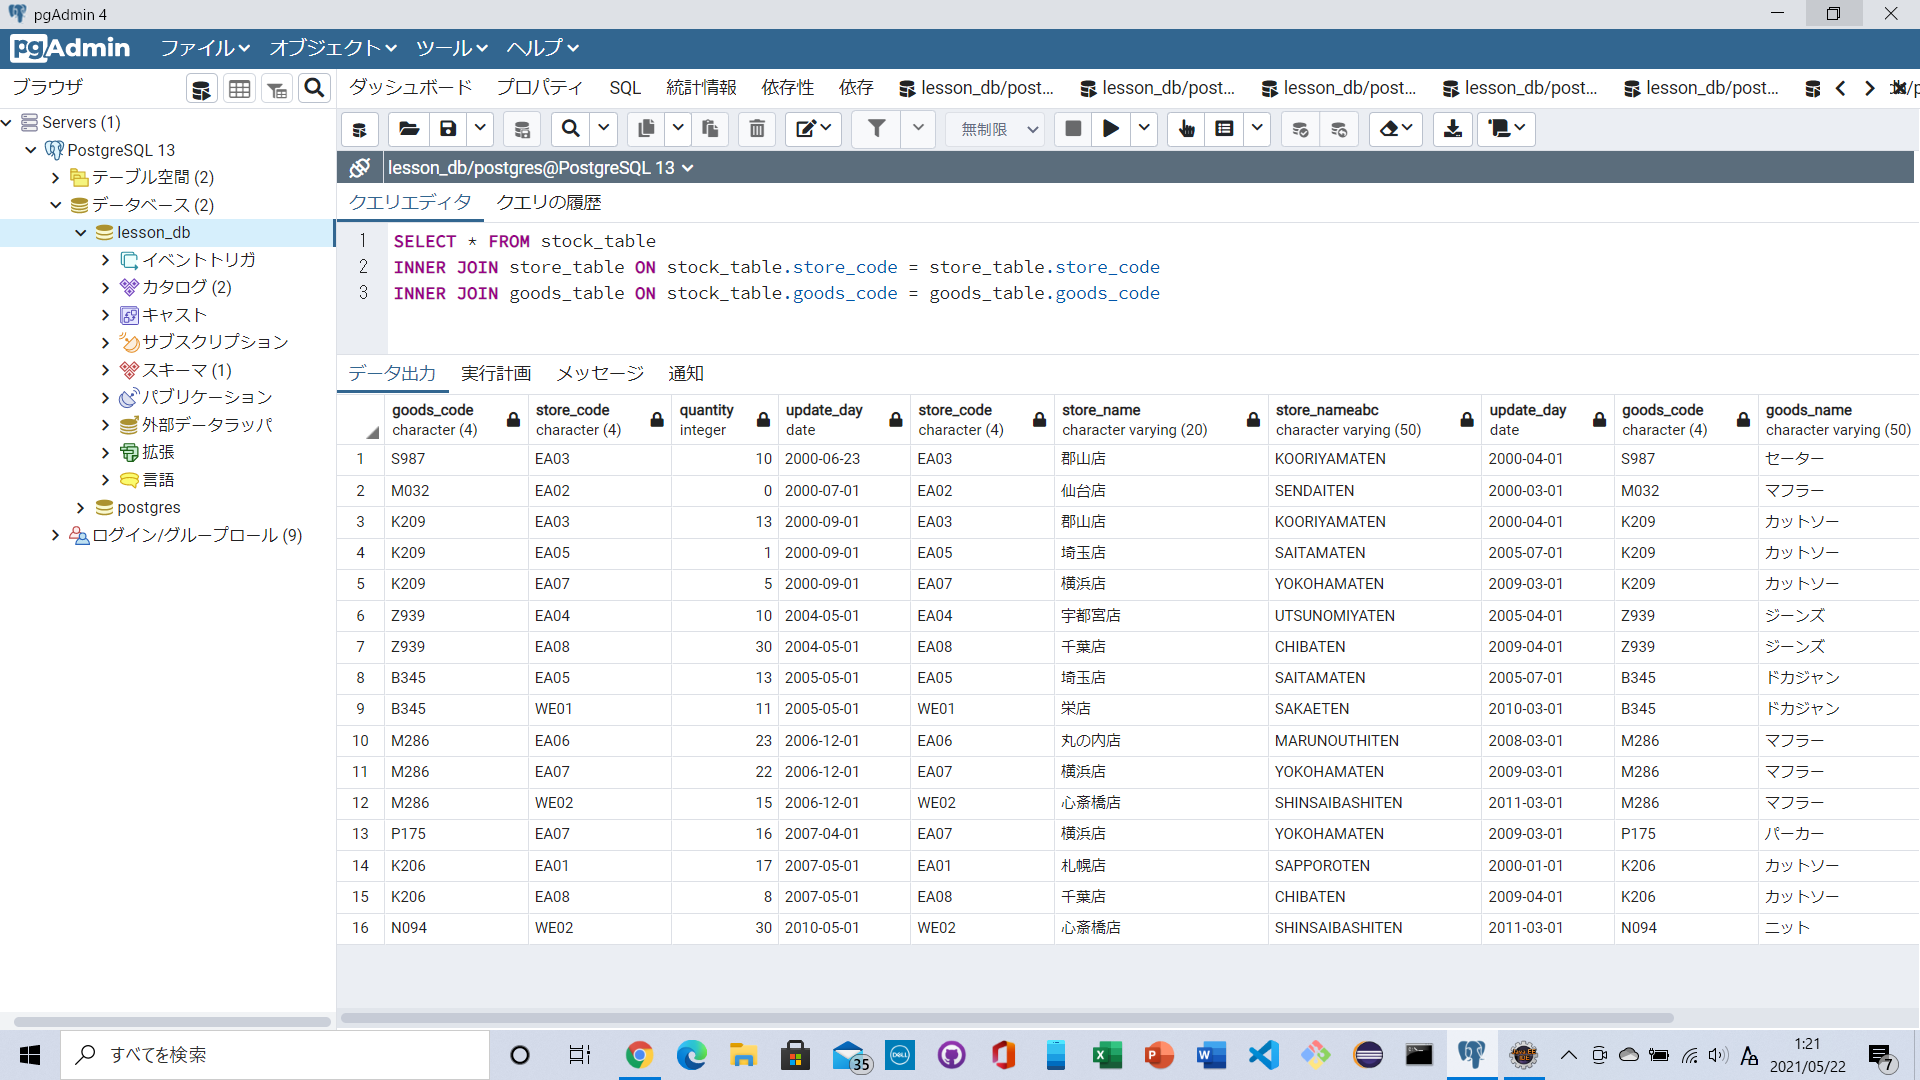 pgAdmin 4
pgAdmin ファイル オブジェクト ツール ヘルプ
ブラウザ
ダッシュボード プロパティ SQL 統計情報 依存性 依存 lesson_db/post... lesson_db/post... lesson_db/post... lesson_db/post... lesson_db/post...
Servers (1)
PostgreSQL 13
テーブル空間 (2)
データベース (2)
lesson_db
イベントトリガ
カタログ (2)
キャスト
サブスクリプション
スキーマ (1)
パブリケーション
外部データラッパ
拡張
言語
postgres
ログイン/グループロール (9)
無制限
lesson_db/postgres@PostgreSQL 13
クエリエディタ クエリの履歴
1 SELECT * FROM stock_table
2 INNER JOIN store_table ON stock_table.store_code = store_table.store_code
3 INNER JOIN goods_table ON stock_table.goods_code = goods_table.goods_code
データ出力 実行計画 メッセージ 通知
goods_code store_code quantity update_day store_code store_name store_nameabc update_day goods_code goods_name
character (4) character (4) integer date character (4) character varying (20) character varying (50) date character (4) character varying (50)
1 S987 EA03 10 2000-06-23 EA03 郡山店 KOORIYAMATEN 2000-04-01 S987 セーター
2 M032 EA02 0 2000-07-01 EA02 仙台店 SENDAITEN 2000-03-01 M032 マフラー
3 K209 EA03 13 2000-09-01 EA03 郡山店 KOORIYAMATEN 2000-04-01 K209 カットソー
4 K209 EA05 1 2000-09-01 EA05 埼玉店 SAITAMATEN 2005-07-01 K209 カットソー
5 K209 EA07 5 2000-09-01 EA07 横浜店 YOKOHAMATEN 2009-03-01 K209 カットソー
6 Z939 EA04 10 2004-05-01 EA04 宇都宮店 UTSUNOMIYATEN 2005-04-01 Z939 ジーンズ
7 Z939 EA08 30 2004-05-01 EA08 千葉店 CHIBATEN 2009-04-01 Z939 ジーンズ
8 B345 EA05 13 2005-05-01 EA05 埼玉店 SAITAMATEN 2005-07-01 B345 ドカジャン
9 B345 WE01 11 2005-05-01 WE01 栄店 SAKAETEN 2010-03-01 B345 ドカジャン
10 M286 EA06 23 2006-12-01 EA06 丸の内店 MARUNOUTHITEN 2008-03-01 M286 マフラー
11 M286 EA07 22 2006-12-01 EA07 横浜店 YOKOHAMATEN 2009-03-01 M286 マフラー
12 M286 WE02 15 2006-12-01 WE02 心斎橋店 SHINSAIBASHITEN 2011-03-01 M286 マフラー
13 P175 EA07 16 2007-04-01 EA07 横浜店 YOKOHAMATEN 2009-03-01 P175 パーカー
14 K206 EA01 17 2007-05-01 EA01 札幌店 SAPPOROTEN 2000-01-01 K206 カットソー
15 K206 EA08 8 2007-05-01 EA08 千葉店 CHIBATEN 2009-04-01 K206 カットソー
16 N094 WE02 30 2010-05-01 WE02 心斎橋店 SHINSAIBASHITEN 2011-03-01 N094 ニット
すべてを検索
35
DELL
A
1:21
2021/05/22
7